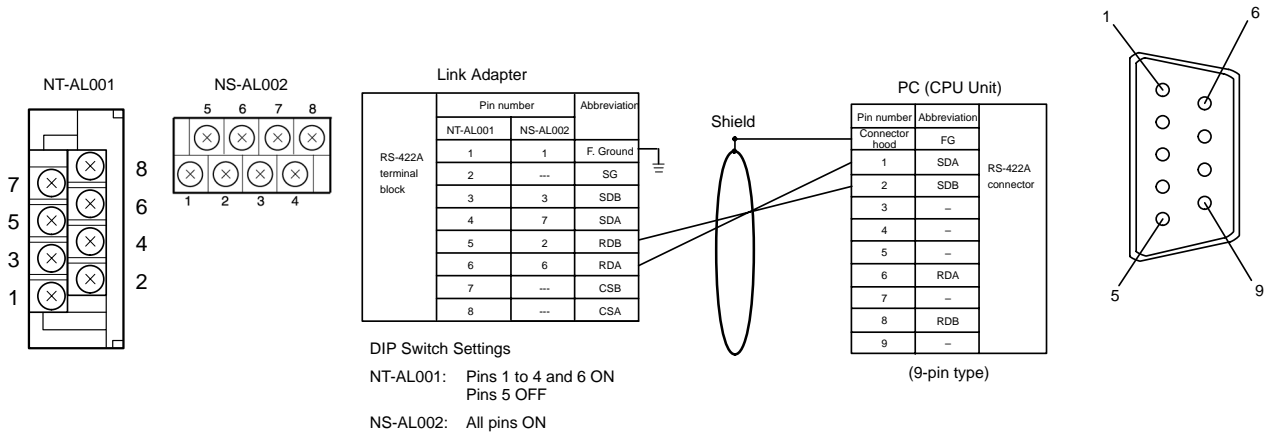 NT-AL001
7
5
3
1
8
6
4
2
NS-AL002
5 6 7 8
1 2 3 4
Link Adapter
RS-422A terminal block
Pin number Abbreviation
NT-AL001 NS-AL002
1 1 F. Ground
2 --- SG
3 3 SDB
4 7 SDA
5 2 RDB
6 6 RDA
7 --- CSB
8 --- CSA
DIP Switch Settings
NT-AL001: Pins 1 to 4 and 6 ON
Pins 5 OFF
NS-AL002: All pins ON
Shield
PC (CPU Unit)
Pin number Abbreviation
Connector hood FG
1 SDA
2 SDB
3 –
4 –
5 –
6 RDA
7 –
8 RDB
9 –
RS-422A connector
(9-pin type)
1 6
5 9